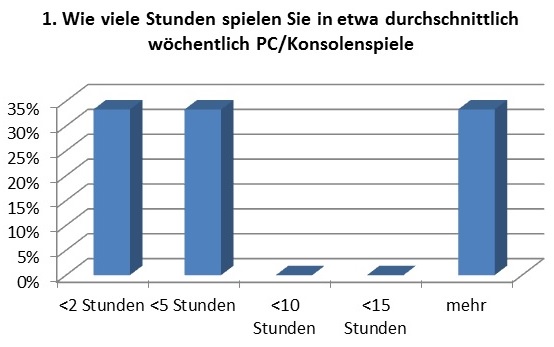 1. Wie viele Stunden spielen Sie in etwa durchschnittlich
wöchentlich PC/Konsolenspiele
35%
30%
25%
20%
15%
10%
5%
0%
<2 Stunden <5 Stunden <10 <15 mehr
Stunden Stunden